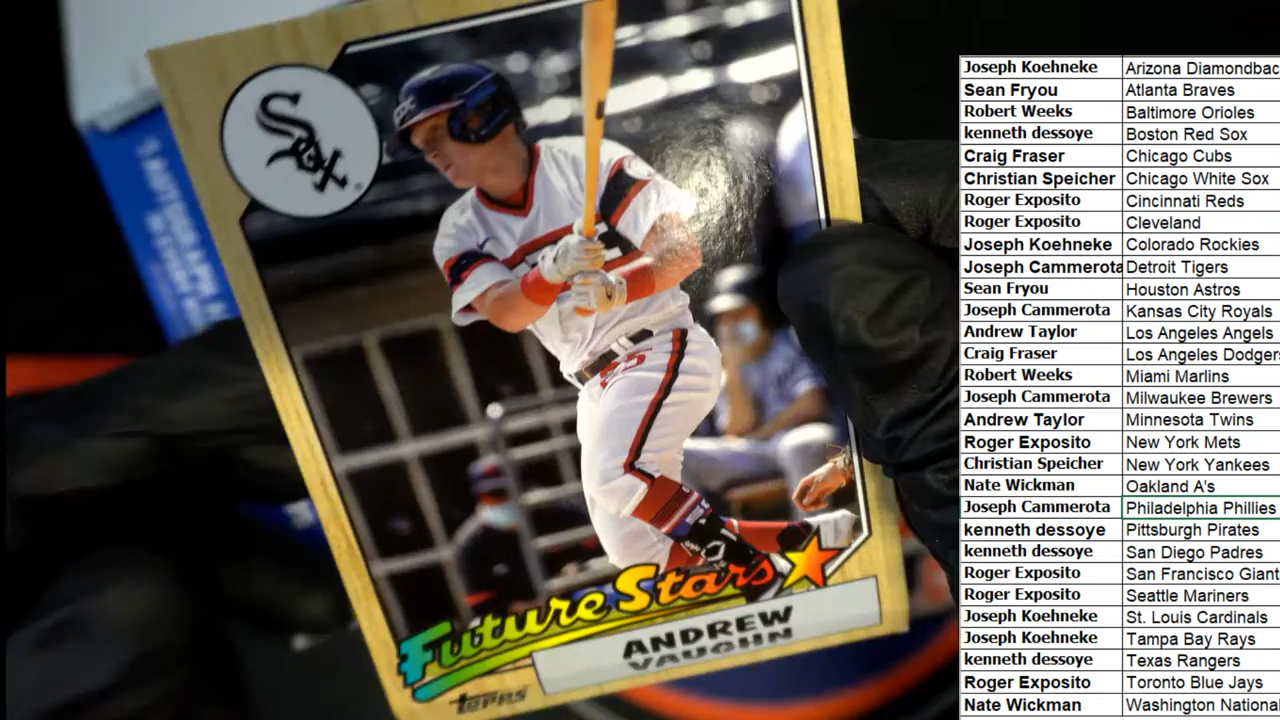 Sox
Future Stars
ANDREW
VAUGHN
TOPPS
Joseph Koehneke Arizona Diamondbac
Sean Fryou Atlanta Braves
Robert Weeks Baltimore Orioles
kenneth dessoye Boston Red Sox
Craig Fraser Chicago Cubs
Christian Speicher Chicago White Sox
Roger Exposito Cincinnati Reds
Roger Exposito Cleveland
Joseph Koehneke Colorado Rockies
Joseph Cammerota Detroit Tigers
Sean Fryou Houston Astros
Joseph Cammerota Kansas City Royals
Andrew Taylor Los Angeles Angels
Craig Fraser Los Angeles Dodgers
Robert Weeks Miami Marlins
Joseph Cammerota Milwaukee Brewers
Andrew Taylor Minnesota Twins
Roger Exposito New York Mets
Christian Speicher New York Yankees
Nate Wickman Oakland A's
Joseph Cammerota Philadelphia Phillies
kenneth dessoye Pittsburgh Pirates
kenneth dessoye San Diego Padres
Roger Exposito San Francisco Giant
Roger Exposito Seattle Mariners
Joseph Koehneke St. Louis Cardinals
Joseph Koehneke Tampa Bay Rays
kenneth dessoye Texas Rangers
Roger Exposito Toronto Blue Jays
Nate Wickman Washington Nationa